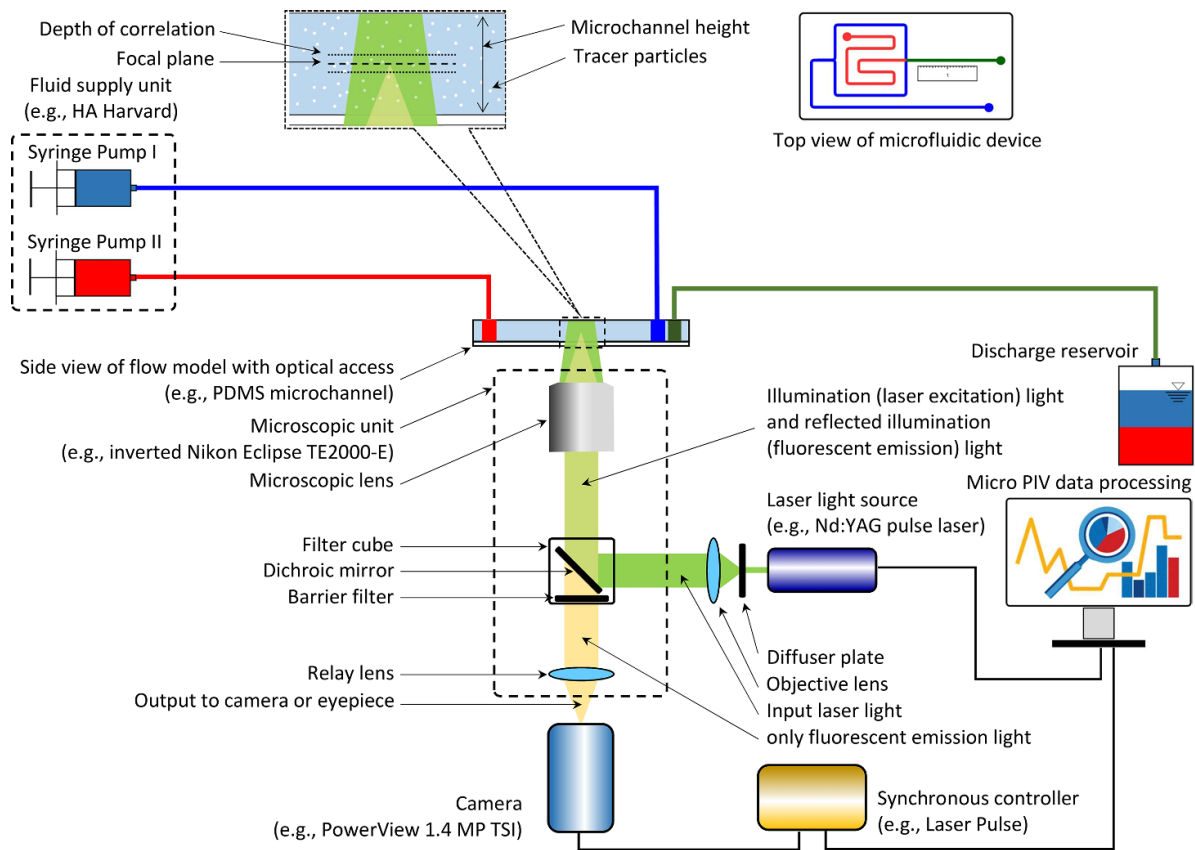 Depth of correlation
Focal plane
Fluid supply unit
(e.g., HA Harvard)
Microchannel height
Tracer particles
1
Top view of microfluidic device
Syringe Pump I
Syringe Pump II
Side view of flow model with optical access
(e.g., PDMS microchannel)
Microscopic unit
(e.g., inverted Nikon Eclipse TE2000-E)
Microscopic lens
Discharge reservoir
Illumination (laser excitation) light
and reflected illumination
(fluorescent emission) light
Micro PIV data processing
Laser light source
(e.g., Nd:YAG pulse laser)
Filter cube
Dichroic mirror
Barrier filter
Relay lens
Output to camera or eyepiece
Diffuser plate
Objective lens
Input laser light
only fluorescent emission light
Camera
(e.g., PowerView 1.4 MP TSI)
Synchronous controller
(e.g., Laser Pulse)